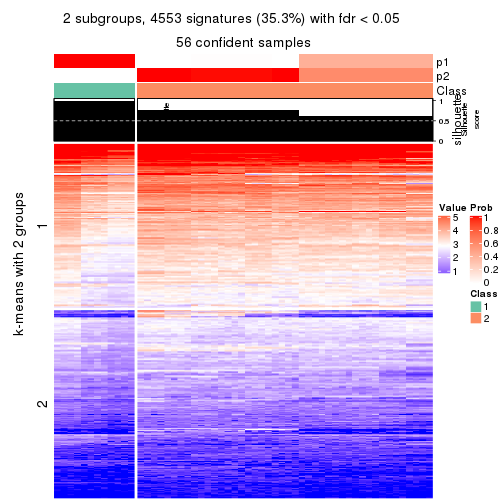 2 subgroups, 4553 signatures (35.3%) with fdr < 0.05
56 confident samples
p1
p2
Class
1
0.5
0
silhouette
Silhouette
score
k-means with 2 groups
1
2
Value
5
4
3
2
1
Prob
1
0.8
0.6
0.4
0.2
0
Class
1
2